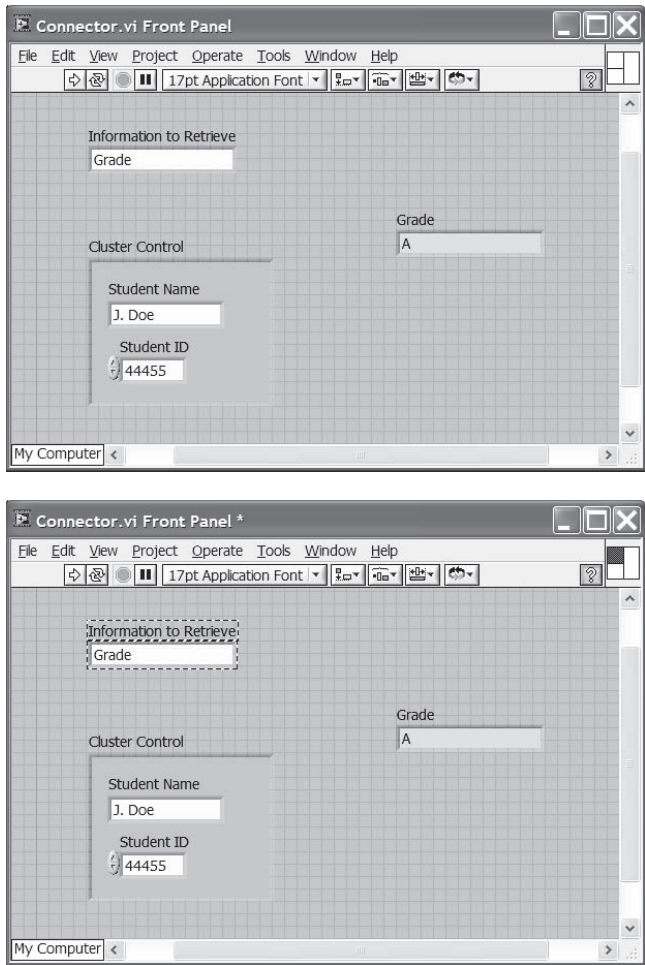 Connector.vi Front Panel
File Edit View Project Operate Tools Window Help
17pt Application Font
?
Information to Retrieve
Grade
Grade
A
Cluster Control
Student Name
J. Doe
Student ID
44455
My Computer
Connector.vi Front Panel *
File Edit View Project Operate Tools Window Help
17pt Application Font
?
Information to Retrieve
Grade
Grade
A
Cluster Control
Student Name
J. Doe
Student ID
44455
My Computer